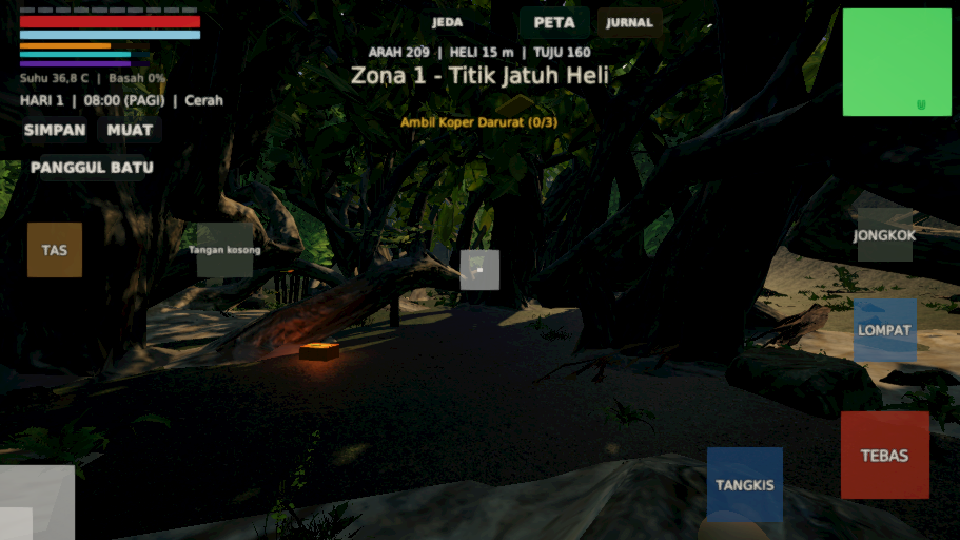 JEDA
PETA
JURNAL
ARAH 209 | HELI 15 m | TUJU 160
Zona 1 - Titik Jatuh Heli
Ambil Koper Darurat (0/3)
Suhu 36,8 C | Basah 0%
HARI 1 | 08:00 (PAGI) | Cerah
SIMPAN
MUAT
PANGGUL BATU
TAS
Tangan kosong
JONGKOK
LOMPAT
TEBAS
TANGKIS